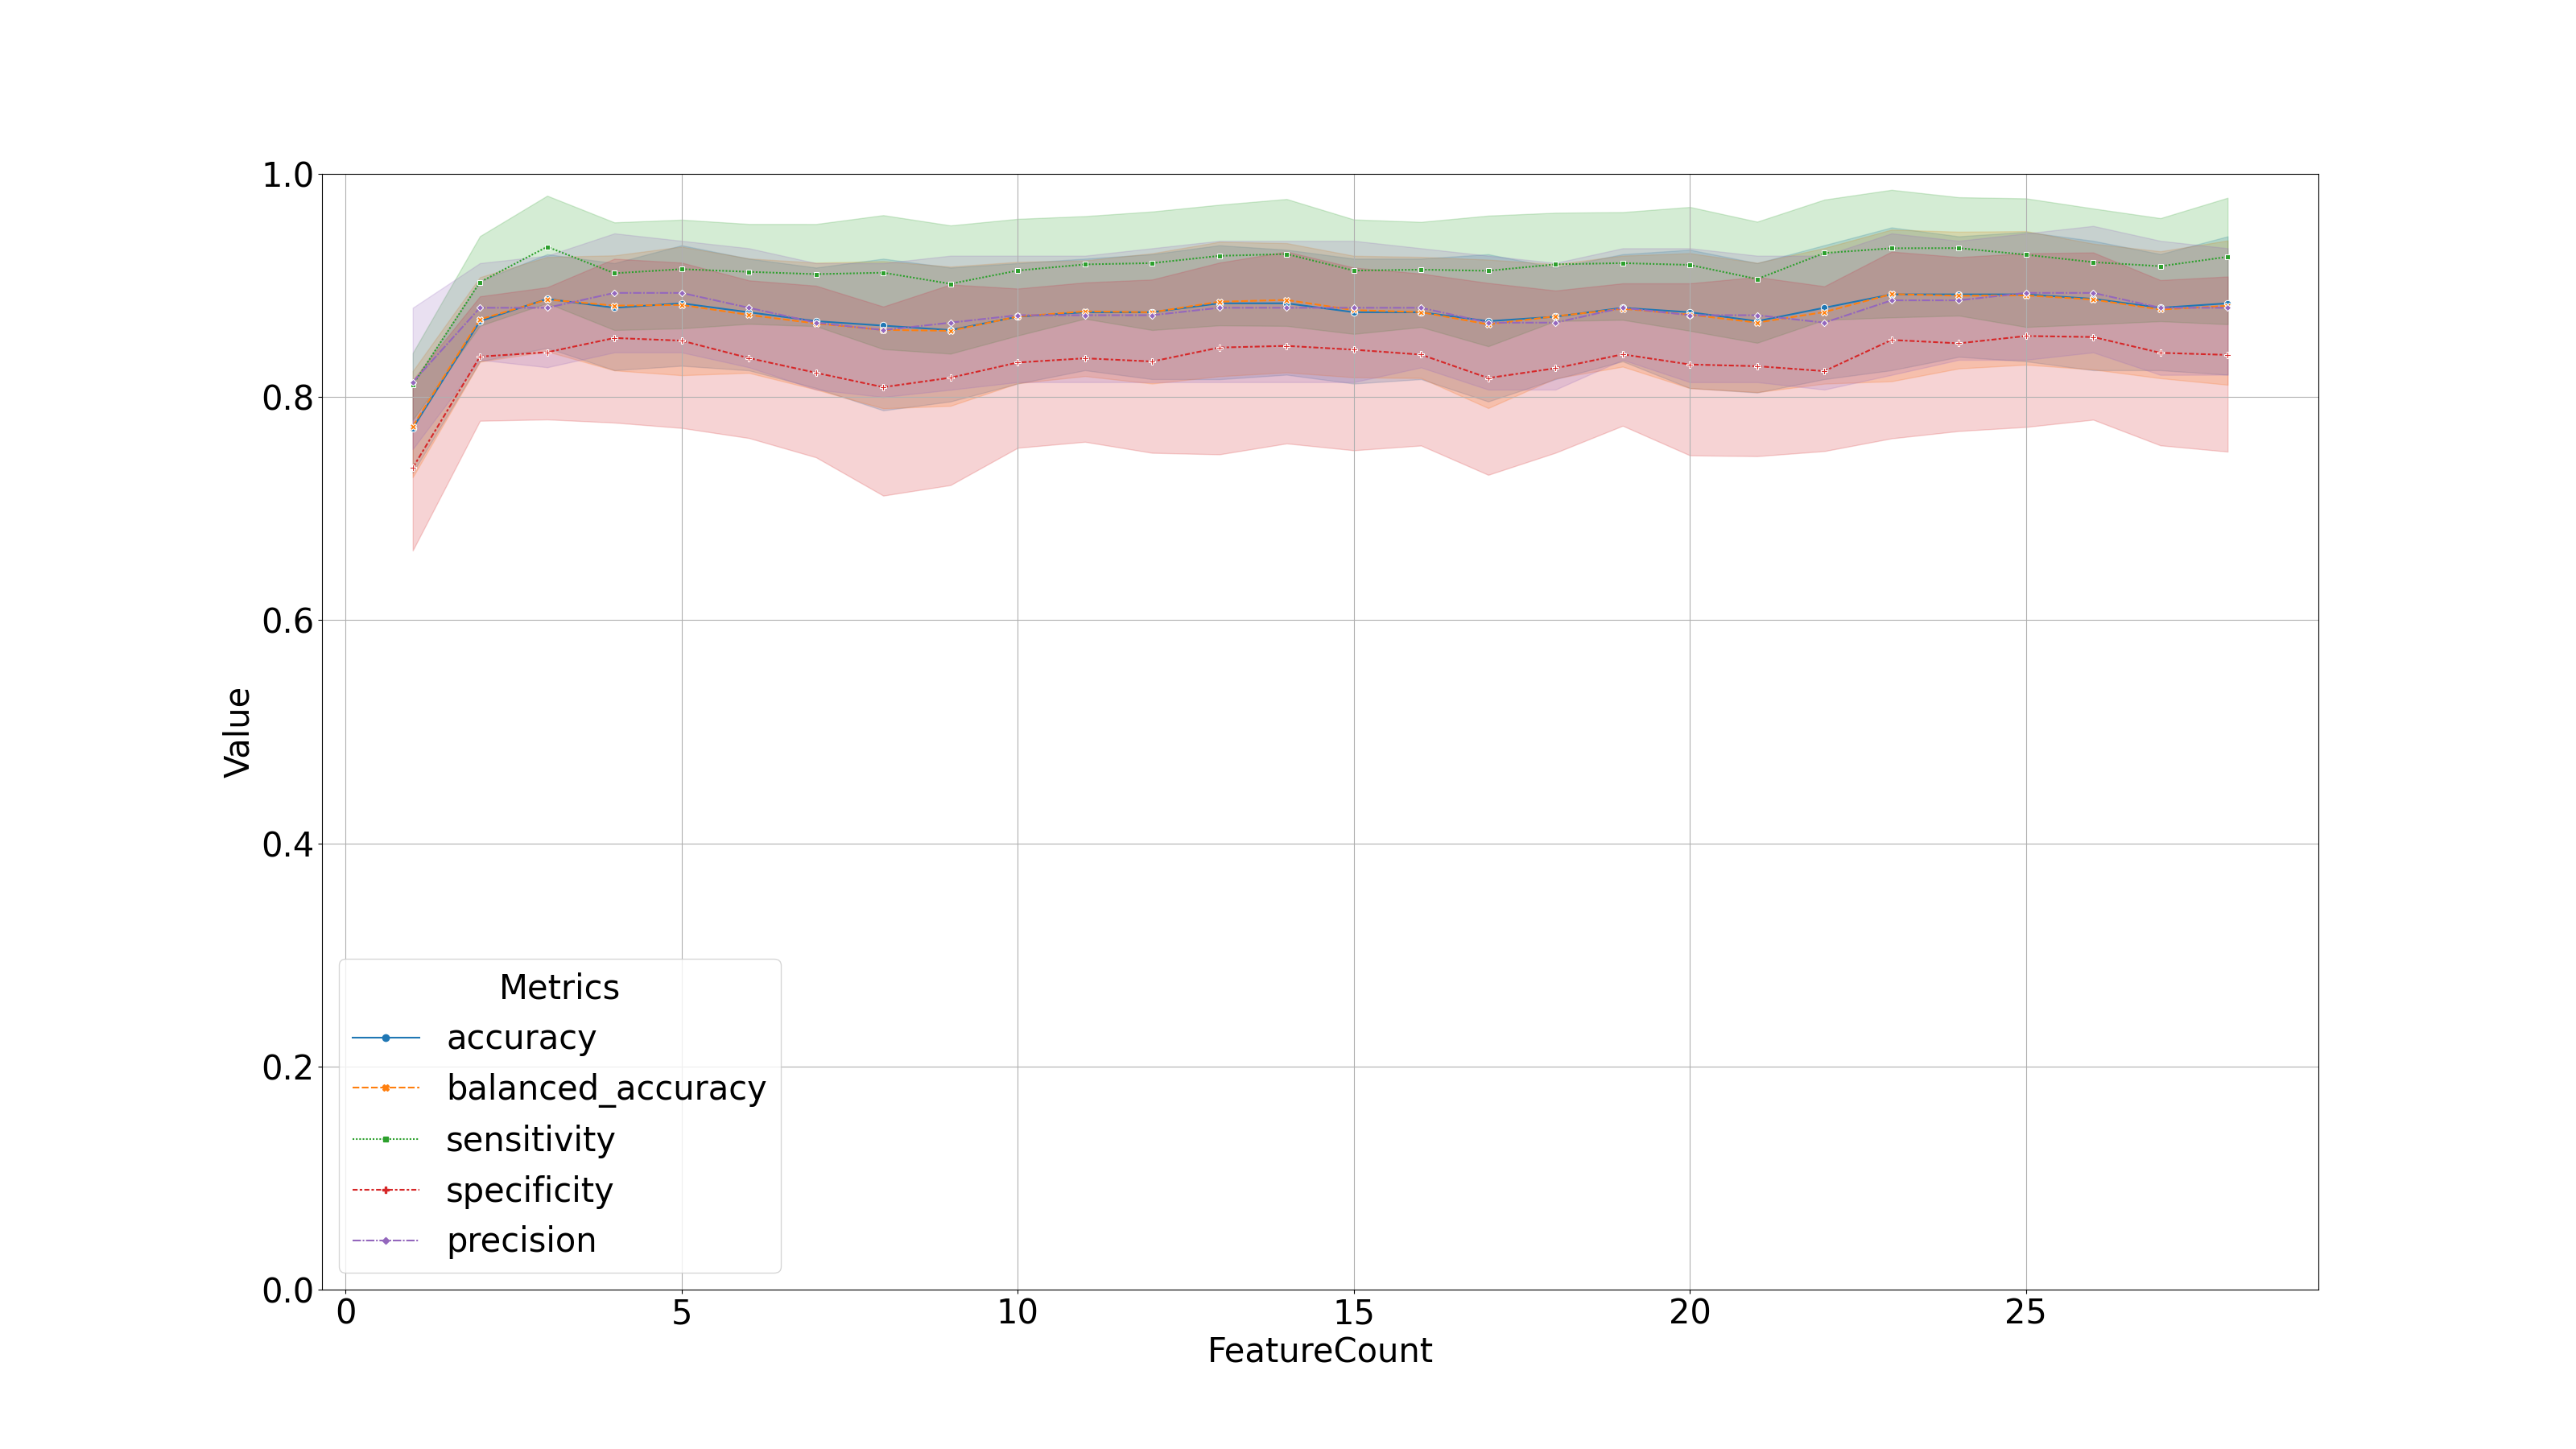 1.0
0.8
0.6
0.4
0.2
0.0
Value
Metrics
accuracy
balanced_accuracy
sensitivity
specificity
precision
0 5 10 15 20 25
FeatureCount